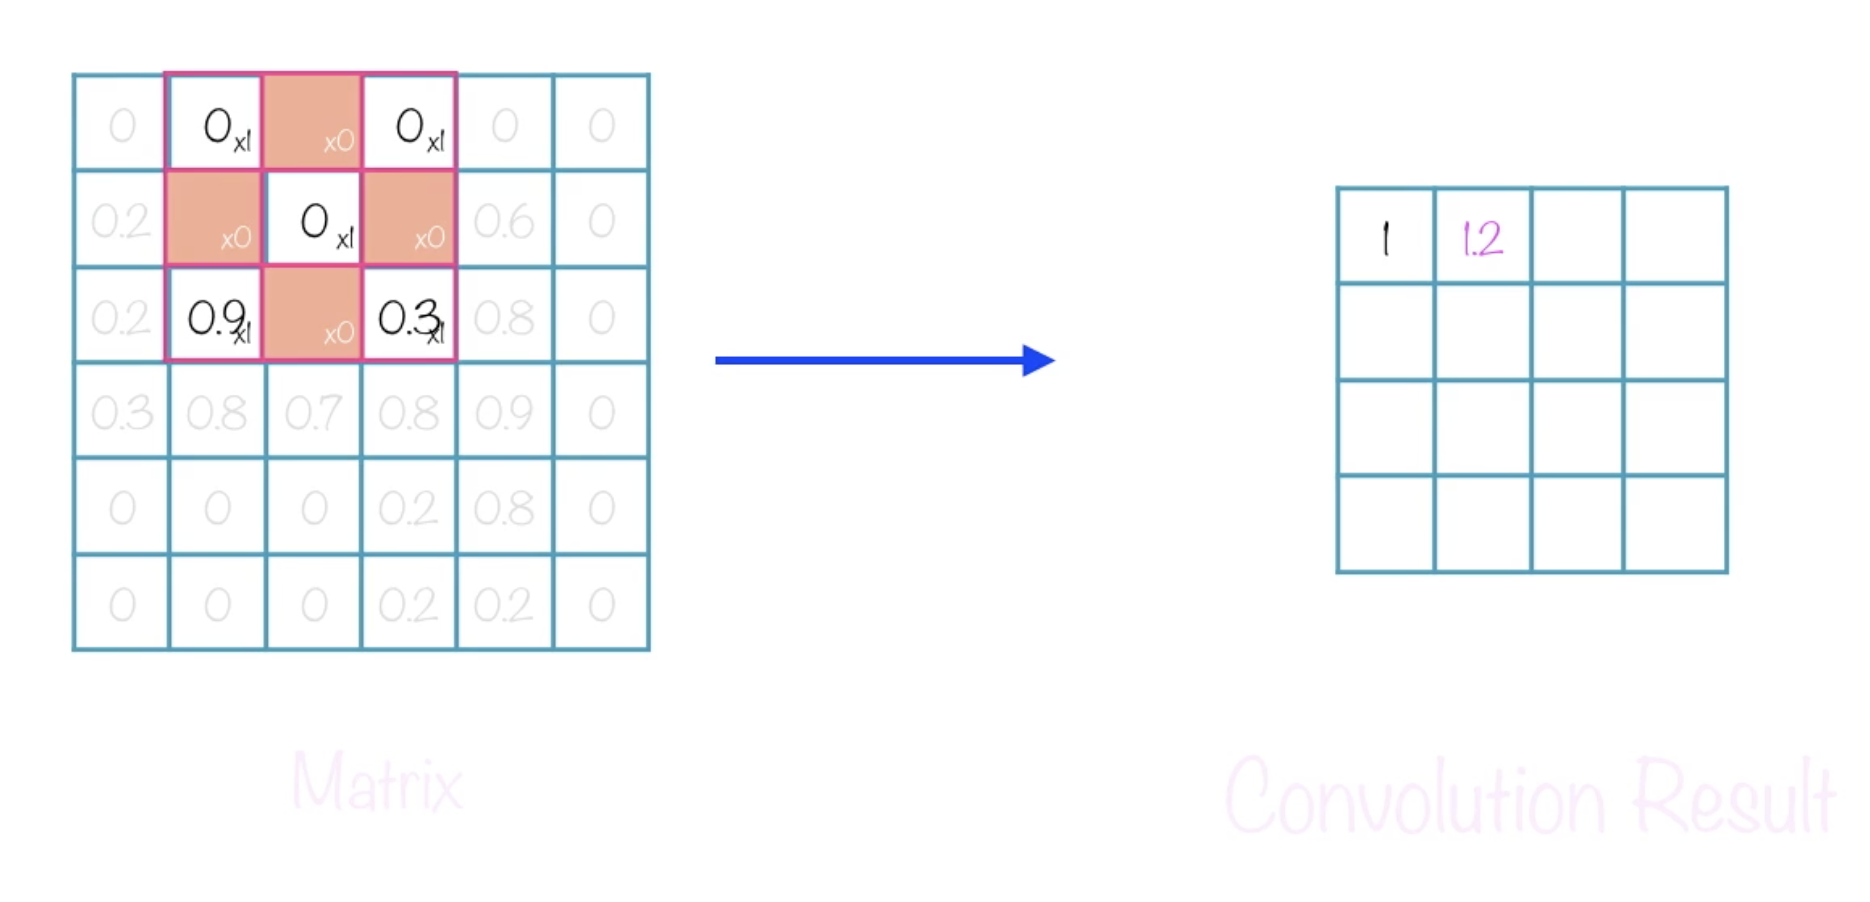 0 0x1 x0 0x1 0 0
0.2 x0 0x1 x0 0.6 0
0.2 0.9x1 x0 0.3x1 0.8 0
0.3 0.8 0.7 0.8 0.9 0
0 0 0 0.2 0.8 0
0 0 0 0.2 0.2 0
Matrix
1 1.2
Convolution Result